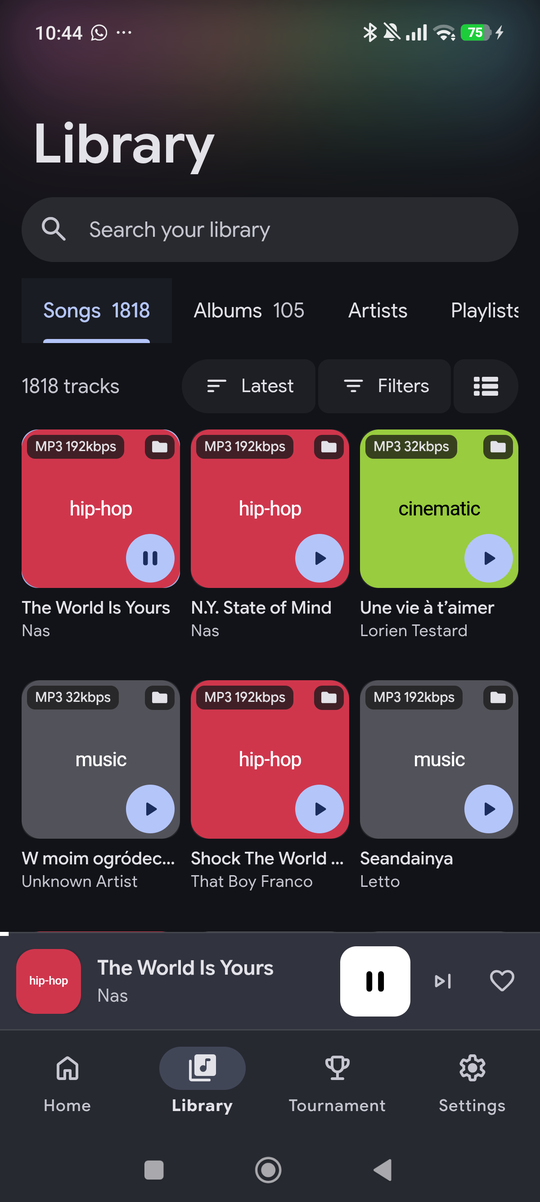 10:44
75
Library
Search your library
Songs 1818 Albums 105 Artists Playlists
1818 tracks Latest Filters
MP3 192kbps MP3 192kbps MP3 32kbps
hip-hop hip-hop cinematic
The World Is Yours N.Y. State of Mind Une vie à t'aimer
Nas Nas Lorien Testard
MP3 32kbps MP3 192kbps MP3 192kbps
music hip-hop music
W moim ogródec... Shock The World ... Seandainya
Unknown Artist That Boy Franco Letto
hip-hop
The World Is Yours
Nas
Home Library Tournament Settings